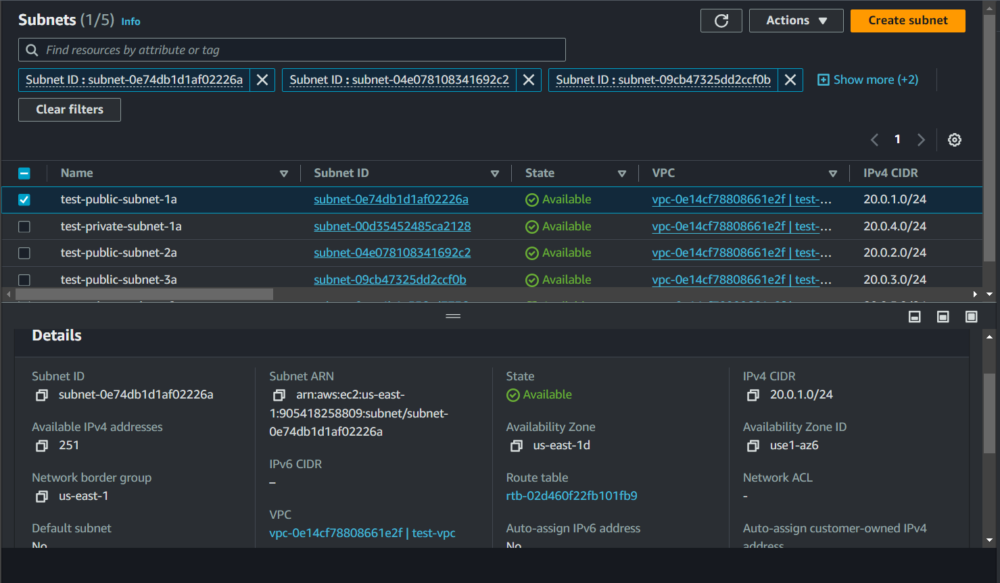 Subnets (1/5) Info
Actions
Create subnet
Find resources by attribute or tag
Subnet ID : subnet-0e74db1d1af02226a
Subnet ID : subnet-04e078108341692c2
Subnet ID : subnet-09cb47325dd2ccf0b
Show more (+2)
Clear filters
1
Name Subnet ID State VPC IPv4 CIDR
test-public-subnet-1a subnet-0e74db1d1af02226a Available vpc-0e14cf78808661e2f | test-… 20.0.1.0/24
test-private-subnet-1a subnet-00d35452485ca2128 Available vpc-0e14cf78808661e2f | test-… 20.0.4.0/24
test-public-subnet-2a subnet-04e078108341692c2 Available vpc-0e14cf78808661e2f | test-… 20.0.2.0/24
test-public-subnet-3a subnet-09cb47325dd2ccf0b Available vpc-0e14cf78808661e2f | test-… 20.0.3.0/24
Details
Subnet ID
subnet-0e74db1d1af02226a
Available IPv4 addresses
251
Network border group
us-east-1
Default subnet
No
Subnet ARN
arn:aws:ec2:us-east-
1:905418258809:subnet/subnet-
0e74db1d1af02226a
IPv6 CIDR
–
VPC
vpc-0e14cf78808661e2f | test-vpc
State
Available
Availability Zone
us-east-1d
Route table
rtb-02d460f22fb101fb9
Auto-assign IPv6 address
No
IPv4 CIDR
20.0.1.0/24
Availability Zone ID
use1-az6
Network ACL
-
Auto-assign customer-owned IPv4
address